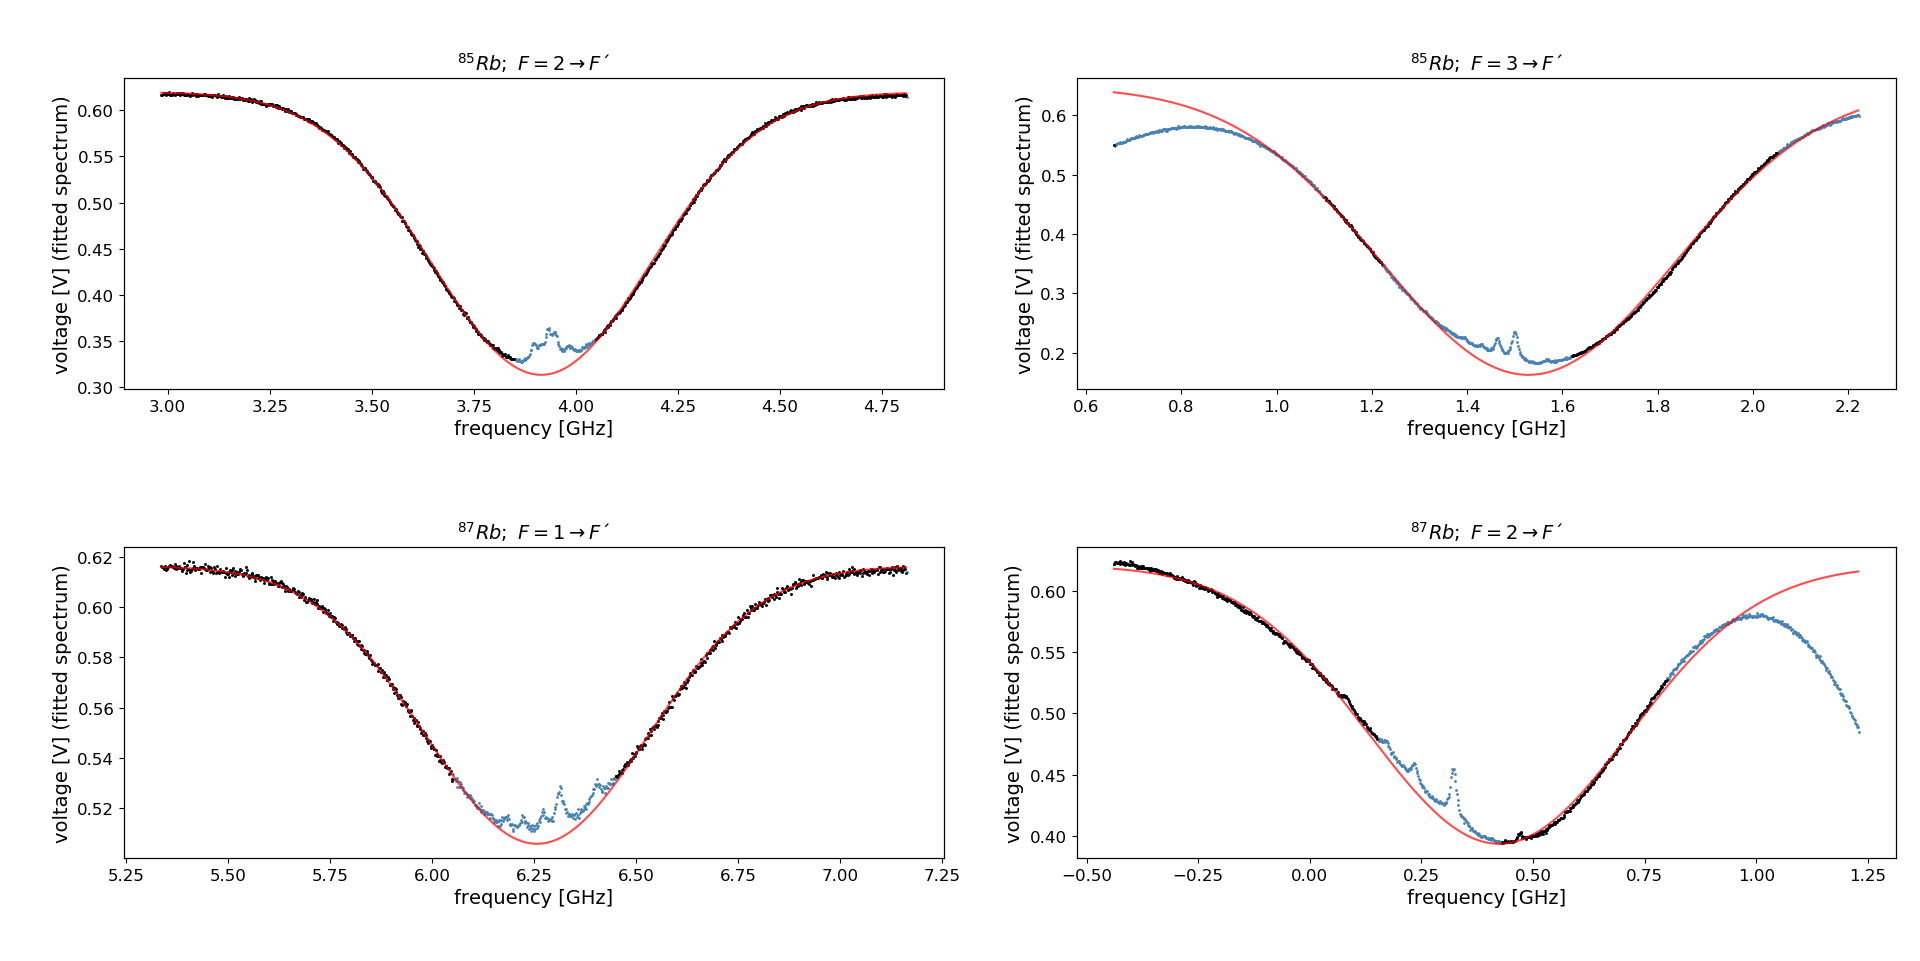 ⁸⁵Rb; F = 2 → F´
voltage [V] (fitted spectrum)
0.60
0.55
0.50
0.45
0.40
0.35
0.30
3.00 3.25 3.50 3.75 4.00 4.25 4.50 4.75
frequency [GHz]
⁸⁵Rb; F = 3 → F´
voltage [V] (fitted spectrum)
0.6
0.5
0.4
0.3
0.2
0.6 0.8 1.0 1.2 1.4 1.6 1.8 2.0 2.2
frequency [GHz]
⁸⁷Rb; F = 1 → F´
voltage [V] (fitted spectrum)
0.62
0.60
0.58
0.56
0.54
0.52
5.25 5.50 5.75 6.00 6.25 6.50 6.75 7.00 7.25
frequency [GHz]
⁸⁷Rb; F = 2 → F´
voltage [V] (fitted spectrum)
0.60
0.55
0.50
0.45
0.40
−0.50 −0.25 0.00 0.25 0.50 0.75 1.00 1.25
frequency [GHz]